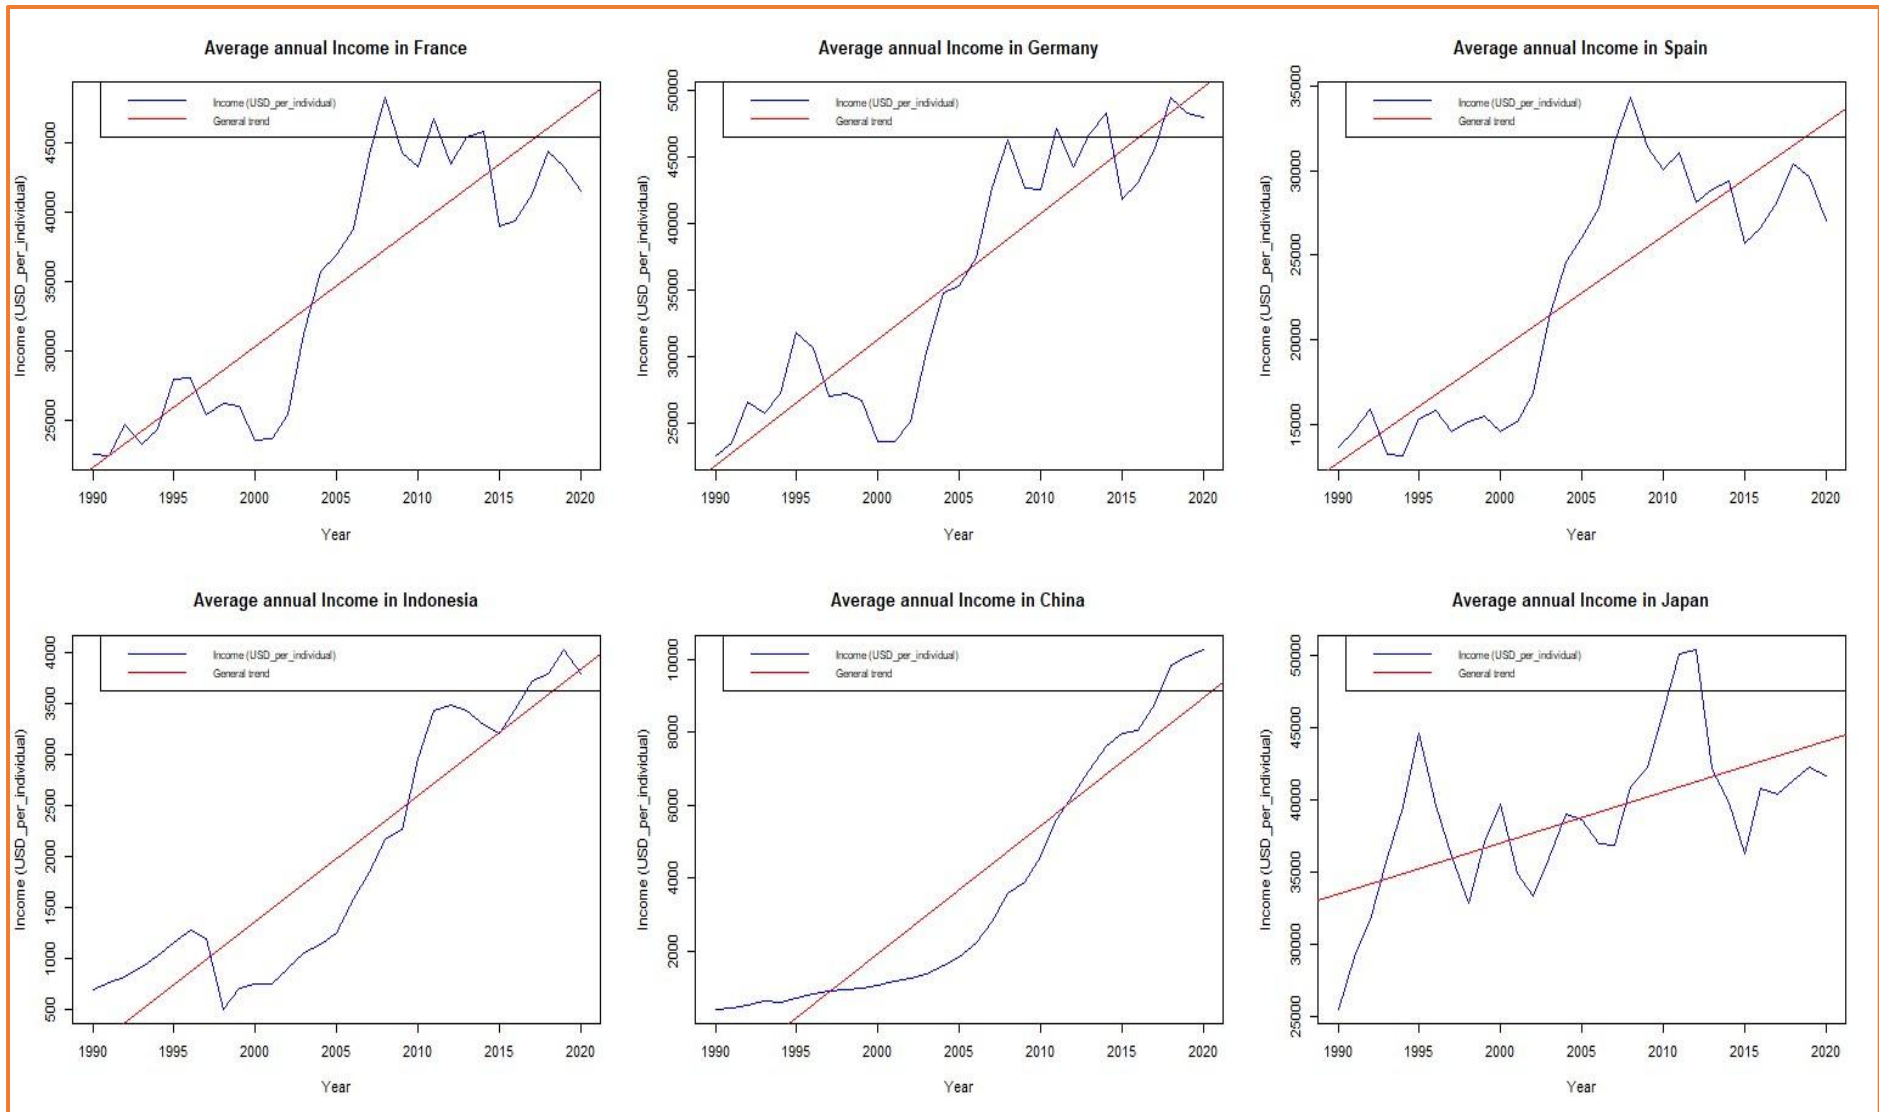 Average annual Income in France
Income (USD_per_individual)
General trend
Income (USD_per_individual)
25000 30000 35000 40000 45000
1990 1995 2000 2005 2010 2015 2020
Year
Average annual Income in Germany
Income (USD_per_individual)
General trend
Income (USD_per_individual)
25000 30000 35000 40000 45000 50000
1990 1995 2000 2005 2010 2015 2020
Year
Average annual Income in Spain
Income (USD_per_individual)
General trend
Income (USD_per_individual)
15000 20000 25000 30000 35000
1990 1995 2000 2005 2010 2015 2020
Year
Average annual Income in Indonesia
Income (USD_per_individual)
General trend
Income (USD_per_individual)
500 1000 1500 2000 2500 3000 3500 4000
1990 1995 2000 2005 2010 2015 2020
Year
Average annual Income in China
Income (USD_per_individual)
General trend
Income (USD_per_individual)
2000 4000 6000 8000 10000
1990 1995 2000 2005 2010 2015 2020
Year
Average annual Income in Japan
Income (USD_per_individual)
General trend
Income (USD_per_individual)
25000 30000 35000 40000 45000 50000
1990 1995 2000 2005 2010 2015 2020
Year